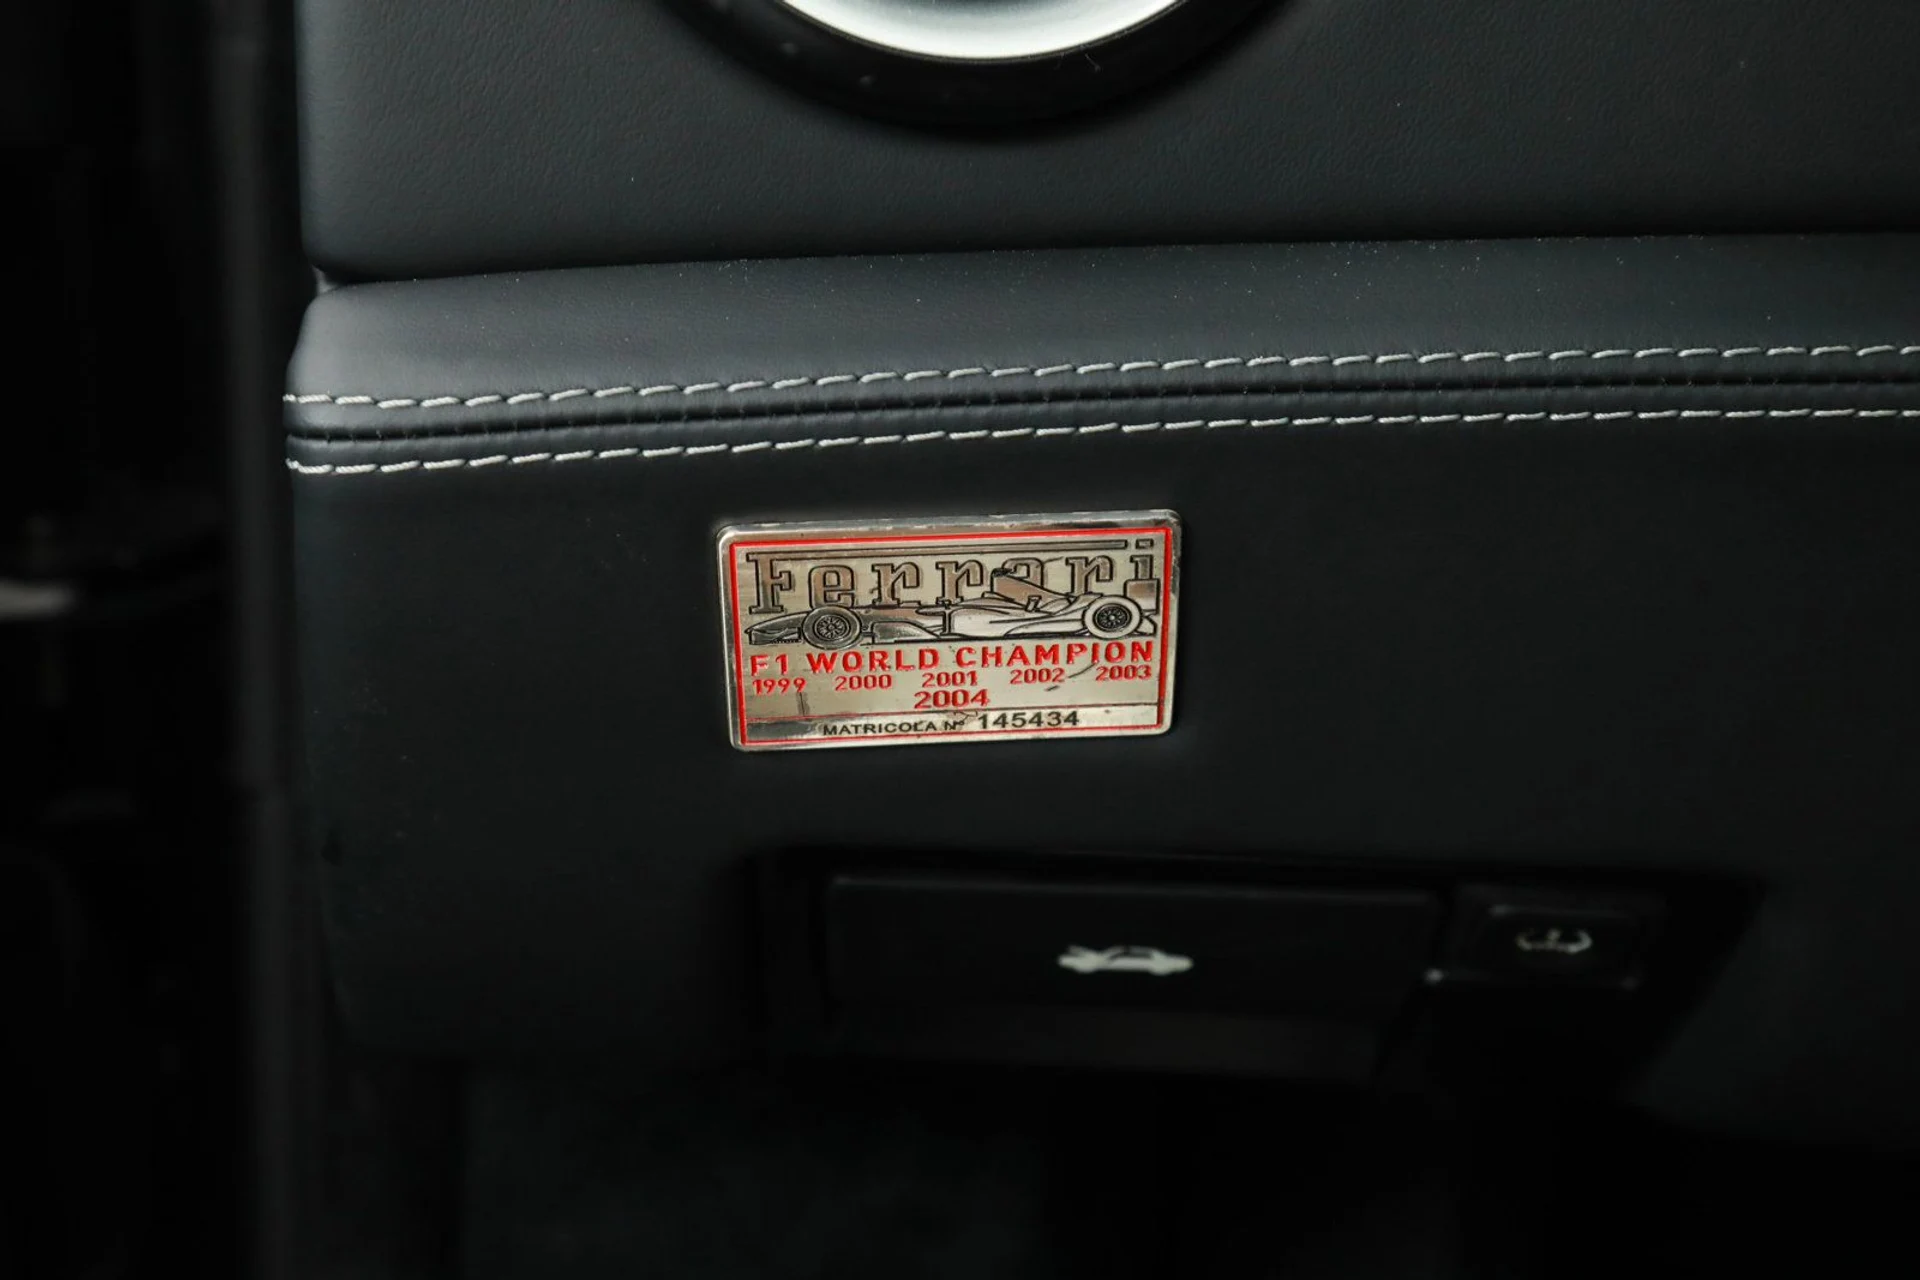 Ferrari
F1 WORLD CHAMPION
1999 2000 2001 2002 2003
2004
MATRICOLA N° 145434